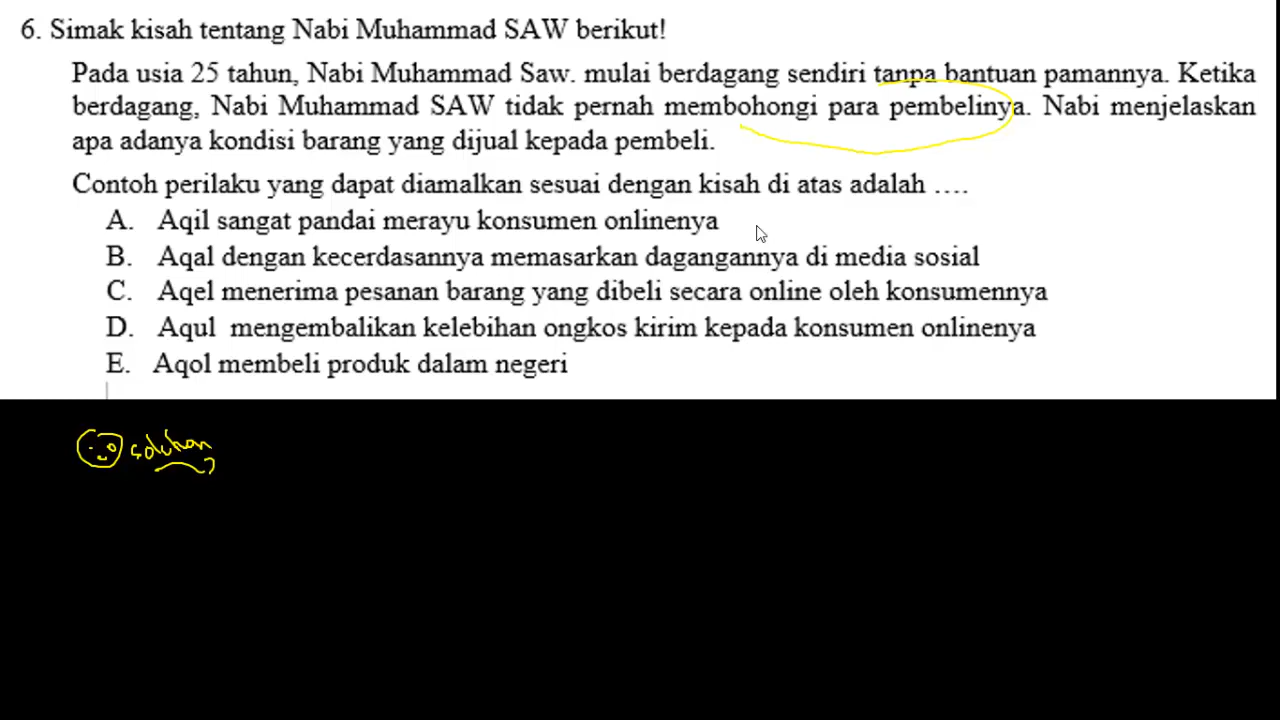 6. Simak kisah tentang Nabi Muhammad SAW berikut!
Pada usia 25 tahun, Nabi Muhammad Saw. mulai berdagang sendiri tanpa bantuan pamannya. Ketika
berdagang, Nabi Muhammad SAW tidak pernah membohongi para pembelinya. Nabi menjelaskan
apa adanya kondisi barang yang dijual kepada pembeli.
Contoh perilaku yang dapat diamalkan sesuai dengan kisah di atas adalah ….
A. Aqil sangat pandai merayu konsumen onlinenya
B. Aqal dengan kecerdasannya memasarkan dagangannya di media sosial
C. Aqel menerima pesanan barang yang dibeli secara online oleh konsumennya
D. Aqul mengembalikan kelebihan ongkos kirim kepada konsumen onlinenya
E. Aqol membeli produk dalam negeri